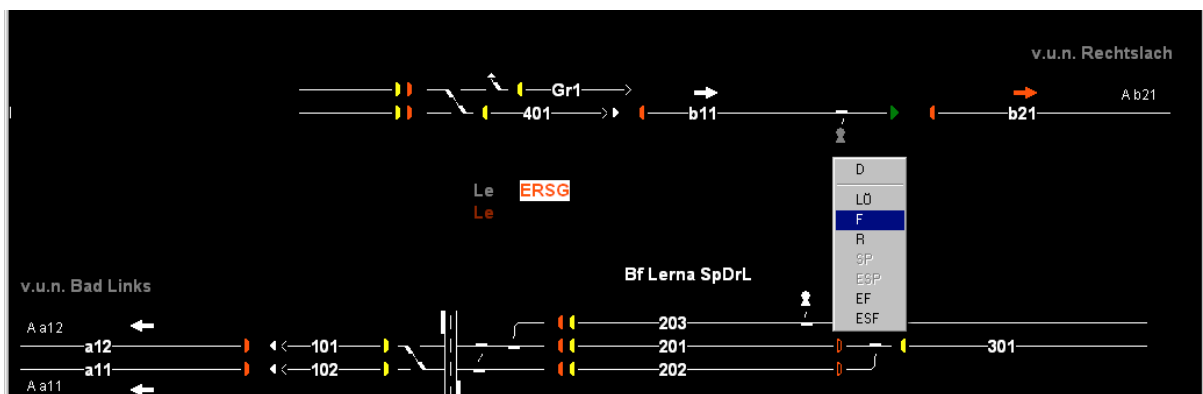 v.u.n. Rechtslach
Gr1
A b21
401 b11 b21
D
Le ERSG
LÖ
Le
F
R
SP
ESP
EF
ESF
Bf Lerna SpDrL
v.u.n. Bad Links
A a12
203
a12 101 201 301
a11 102 202
A a11